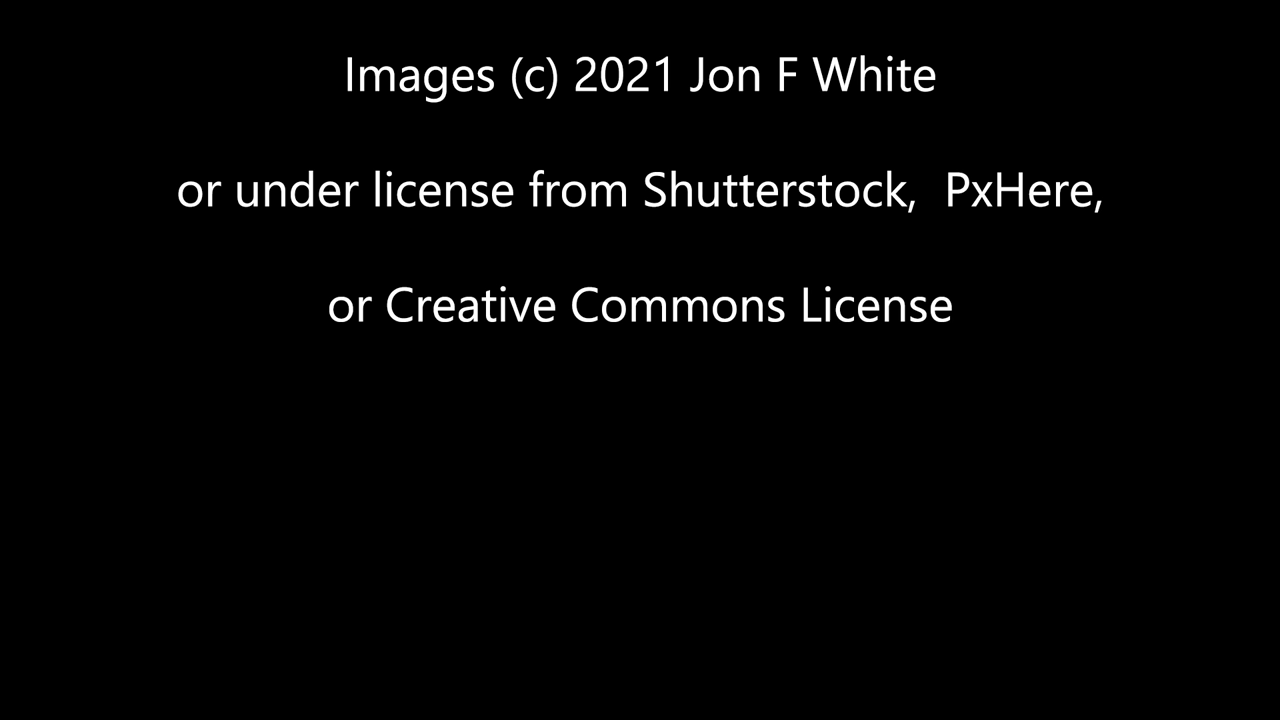 Images (c) 2021 Jon F White
or under license from Shutterstock,  PxHere,
or Creative Commons License